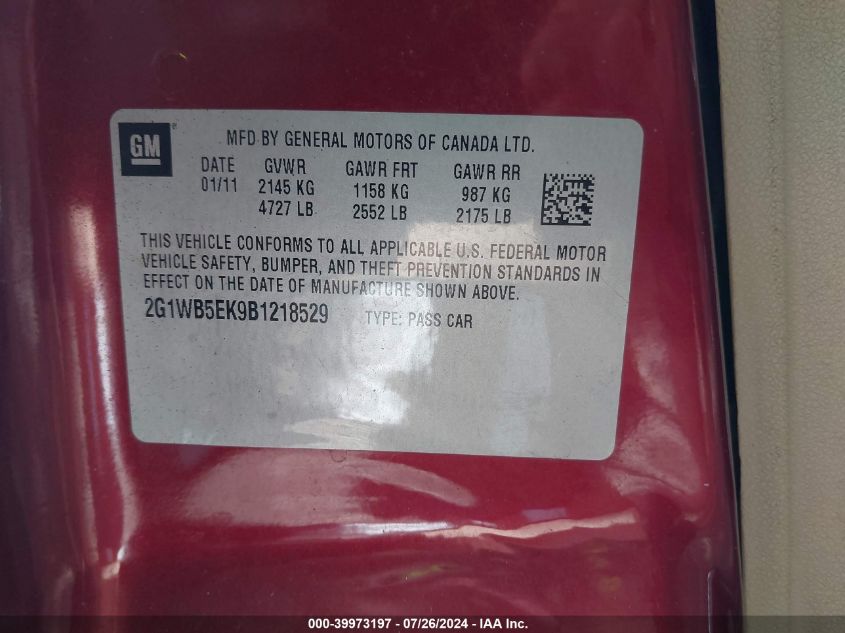 GM
MFD BY GENERAL MOTORS OF CANADA LTD.
DATE GVWR GAWR FRT GAWR RR
01/11 2145 KG 1158 KG 987 KG
4727 LB 2552 LB 2175 LB
THIS VEHICLE CONFORMS TO ALL APPLICABLE U.S. FEDERAL MOTOR
VEHICLE SAFETY, BUMPER, AND THEFT PREVENTION STANDARDS IN
EFFECT ON THE DATE OF MANUFACTURE SHOWN ABOVE.
2G1WB5EK9B1218529 TYPE: PASS CAR
000-39973197 - 07/26/2024 - IAA Inc.